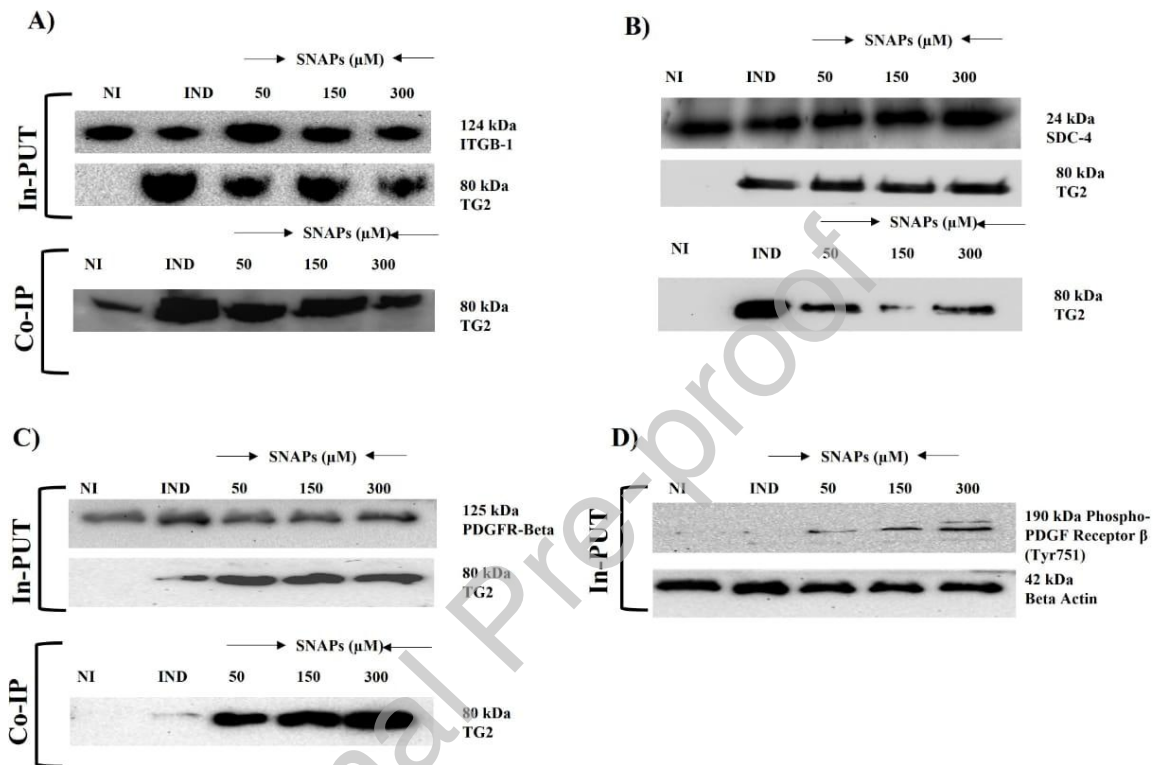 A)
SNAPs (µM)
NI IND 50 150 300
In-PUT
124 kDa
ITGB-1
80 kDa
TG2
SNAPs (µM)
NI IND 50 150 300
Co-IP
80 kDa
TG2
B)
SNAPs (µM)
NI IND 50 150 300
24 kDa
SDC-4
80 kDa
TG2
SNAPs (µM)
NI IND 50 150 300
80 kDa
TG2
C)
SNAPs (µM)
NI IND 50 150 300
In-PUT
125 kDa
PDGFR-Beta
80 kDa
TG2
SNAPs (µM)
NI IND 50 150 300
Co-IP
80 kDa
TG2
D)
SNAPs (µM)
NI IND 50 150 300
In-PUT
190 kDa Phospho-
PDGF Receptor β
(Tyr751)
42 kDa
Beta Actin
nal Pre-proof